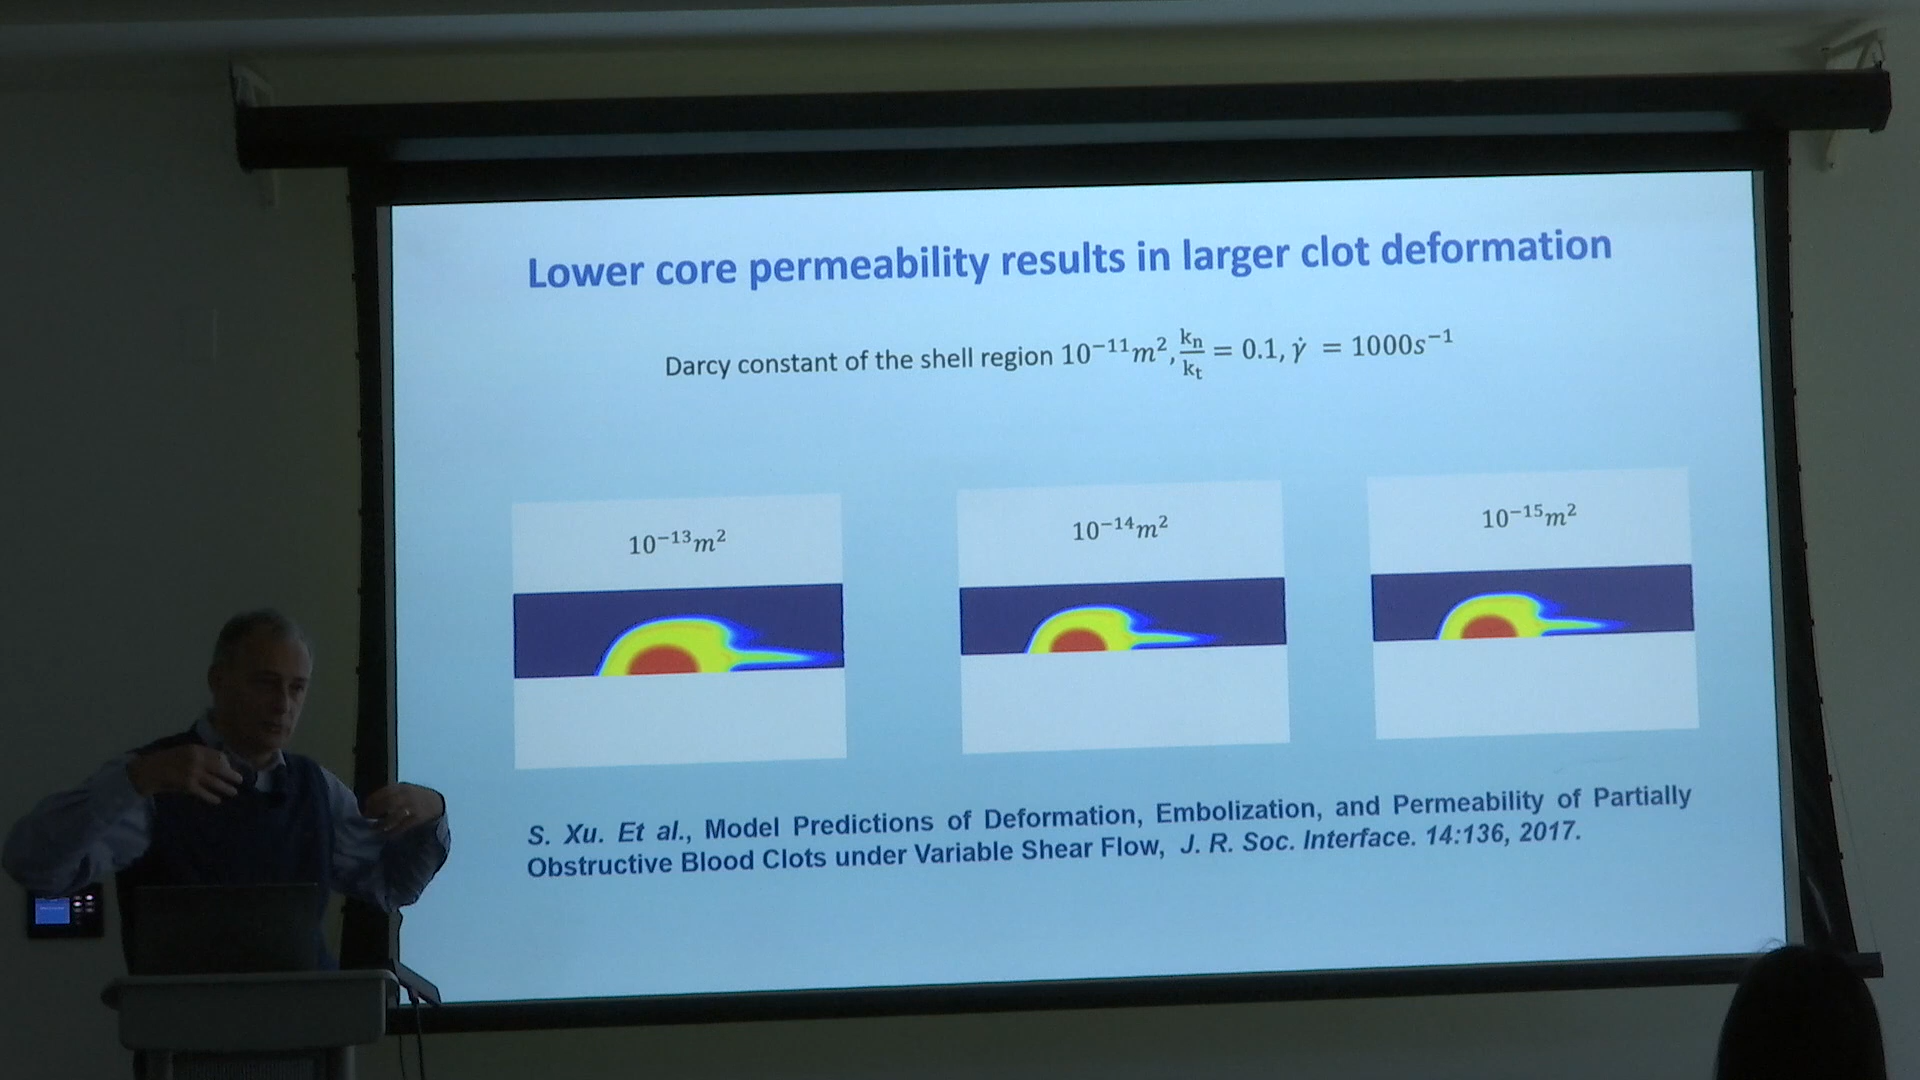 Lower core permeability results in larger clot deformation
Darcy constant of the shell region 10⁻¹¹m², kₙ/kₜ = 0.1, γ̇ = 1000s⁻¹
10⁻¹³m²
10⁻¹⁴m²
10⁻¹⁵m²
S. Xu. Et al., Model Predictions of Deformation, Embolization, and Permeability of Partially
Obstructive Blood Clots under Variable Shear Flow, J. R. Soc. Interface. 14:136, 2017.